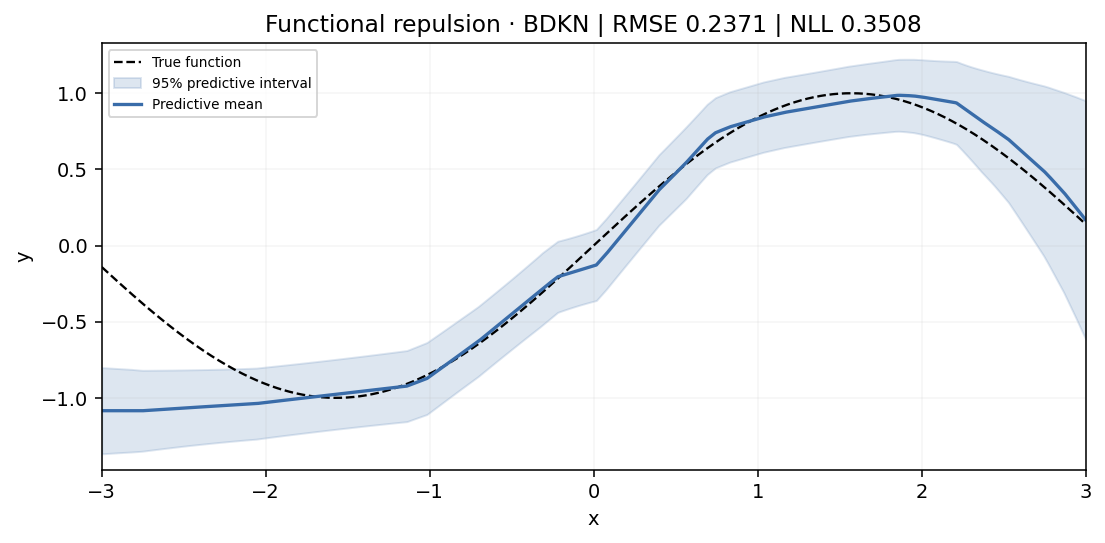 Functional repulsion · BDKN | RMSE 0.2371 | NLL 0.3508
True function
95% predictive interval
Predictive mean
1.0
0.5
0.0
−0.5
−1.0
y
−3
−2
−1
0
1
2
3
x